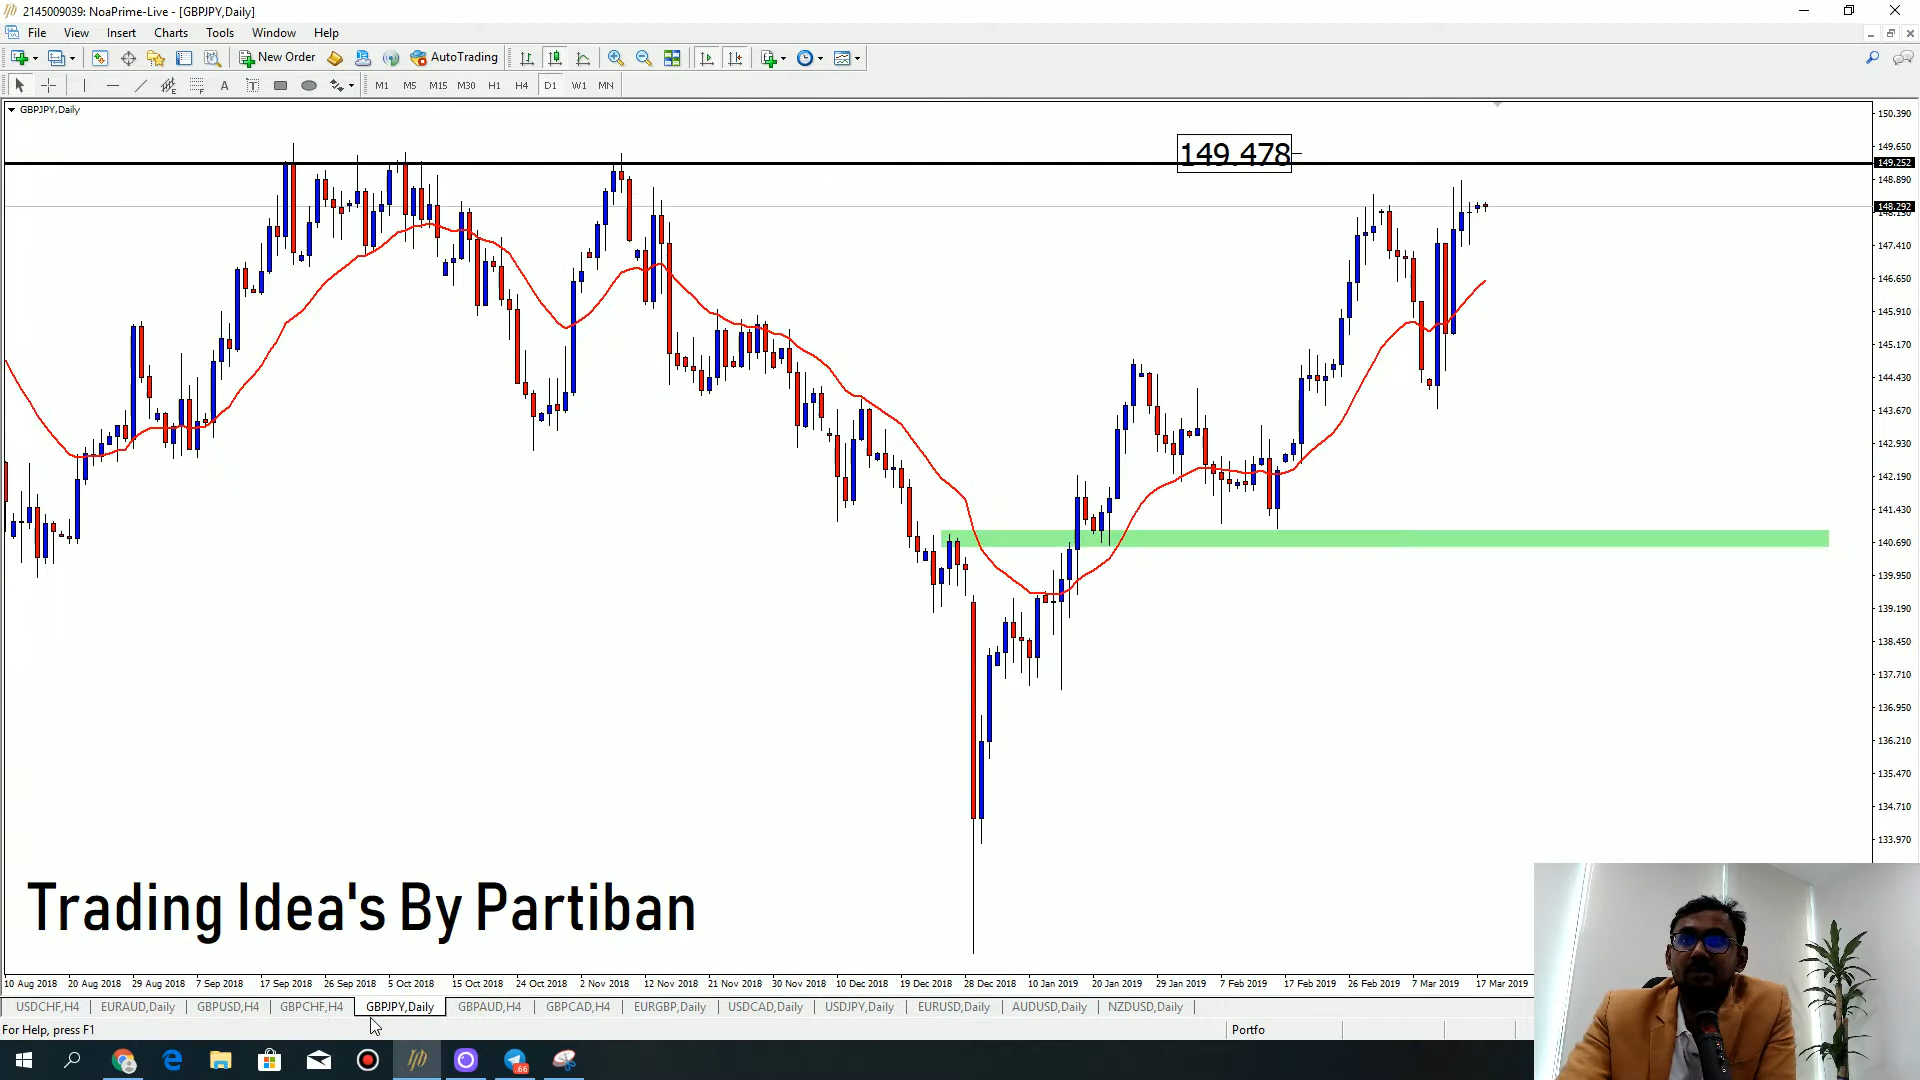 2145009039: NoaPrime-Live - [GBPJPY,Daily]
File View Insert Charts Tools Window Help
New Order AutoTrading
A T M1 M5 M15 M30 H1 H4 D1 W1 MN
GBPJPY,Daily
150.390
149.478
149.650
149.252
148.890
148.292
147.410
146.650
145.910
145.170
144.430
143.670
142.930
142.190
141.430
140.690
139.950
139.190
138.450
137.710
136.950
136.210
135.470
134.710
133.970
Trading Idea's By Partiban
10 Aug 2018 20 Aug 2018 29 Aug 2018 7 Sep 2018 17 Sep 2018 26 Sep 2018 5 Oct 2018 15 Oct 2018 24 Oct 2018 2 Nov 2018 12 Nov 2018 21 Nov 2018 30 Nov 2018 10 Dec 2018 19 Dec 2018 28 Dec 2018 10 Jan 2019 20 Jan 2019 29 Jan 2019 7 Feb 2019 17 Feb 2019 26 Feb 2019 7 Mar 2019 17 Mar 2019
USDCHF,H4 EURAUD,Daily GBPUSD,H4 GBPCHF,H4 GBPJPY,Daily GBPAUD,H4 GBPCAD,H4 EURGBP,Daily USDCAD,Daily USDJPY,Daily EURUSD,Daily AUDUSD,Daily NZDUSD,Daily
For Help, press F1
Portfo
66